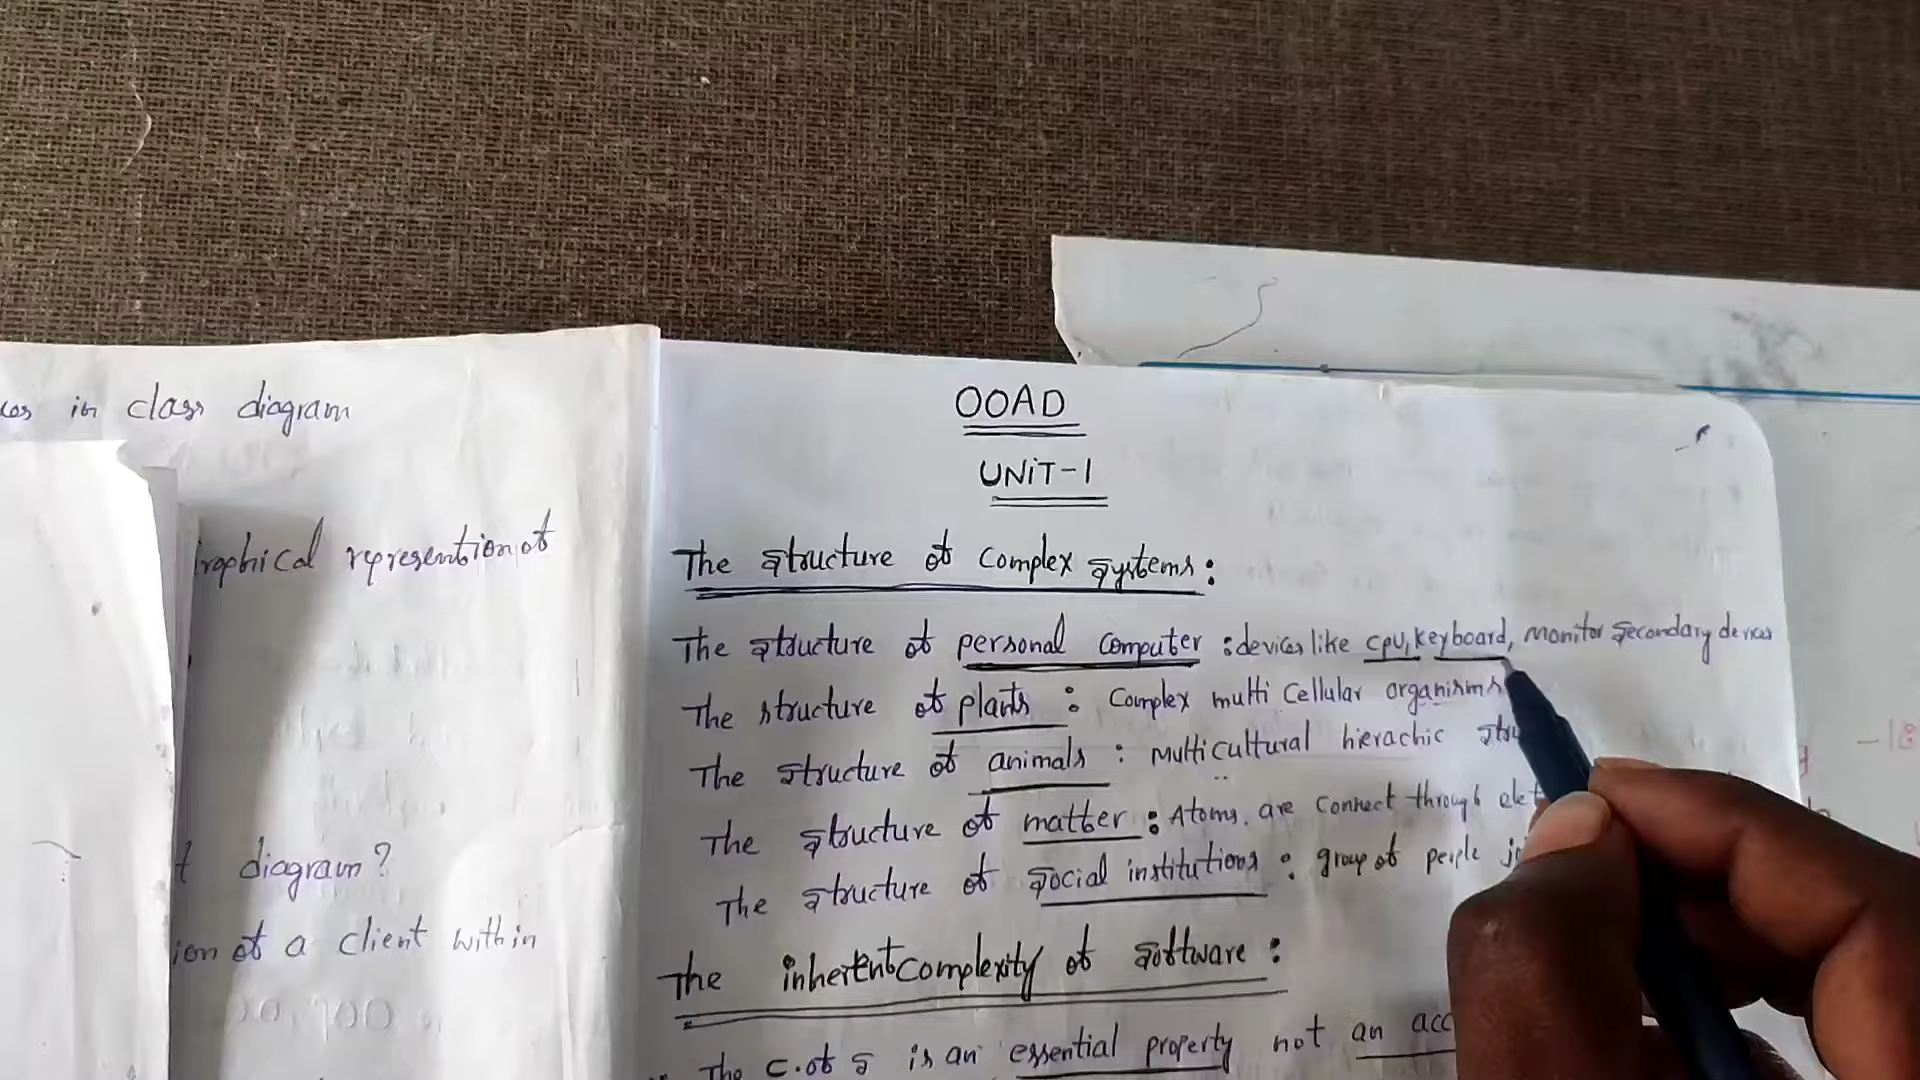 in class diagram
represention of
diagram?
ion of a client within
OOAD
UNIT-1
The structure of complex systems:
The structure of personal computer : devices like CPU, keyboard, monitor secondary devices
The structure of plants : Complex multi cellular organisms
The structure of animals : Multicultural hierachic
The structure of matter : Atoms are connect through
The structure of social institutions : group of people
The inherent complexity of software :
The C. of S is an essential property not an